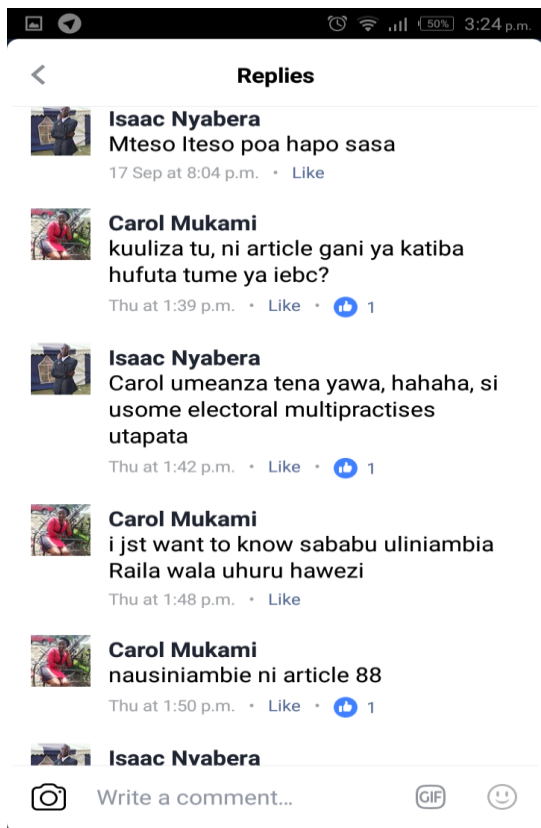 50% 3:24 p.m.
Replies
Isaac Nyabera
Mteso Iteso poa hapo sasa
17 Sep at 8:04 p.m. • Like
Carol Mukami
kuuliza tu, ni article gani ya katiba
hufuta tume ya iebc?
Thu at 1:39 p.m. • Like • 1
Isaac Nyabera
Carol umeanza tena yawa, hahaha, si
usome electoral multipractises
utapata
Thu at 1:42 p.m. • Like • 1
Carol Mukami
i jst want to know sababu uliniambia
Raila wala uhuru hawezi
Thu at 1:48 p.m. • Like
Carol Mukami
nausiniambie ni article 88
Thu at 1:50 p.m. • Like • 1
Isaac Nyabera
Write a comment...
GIF